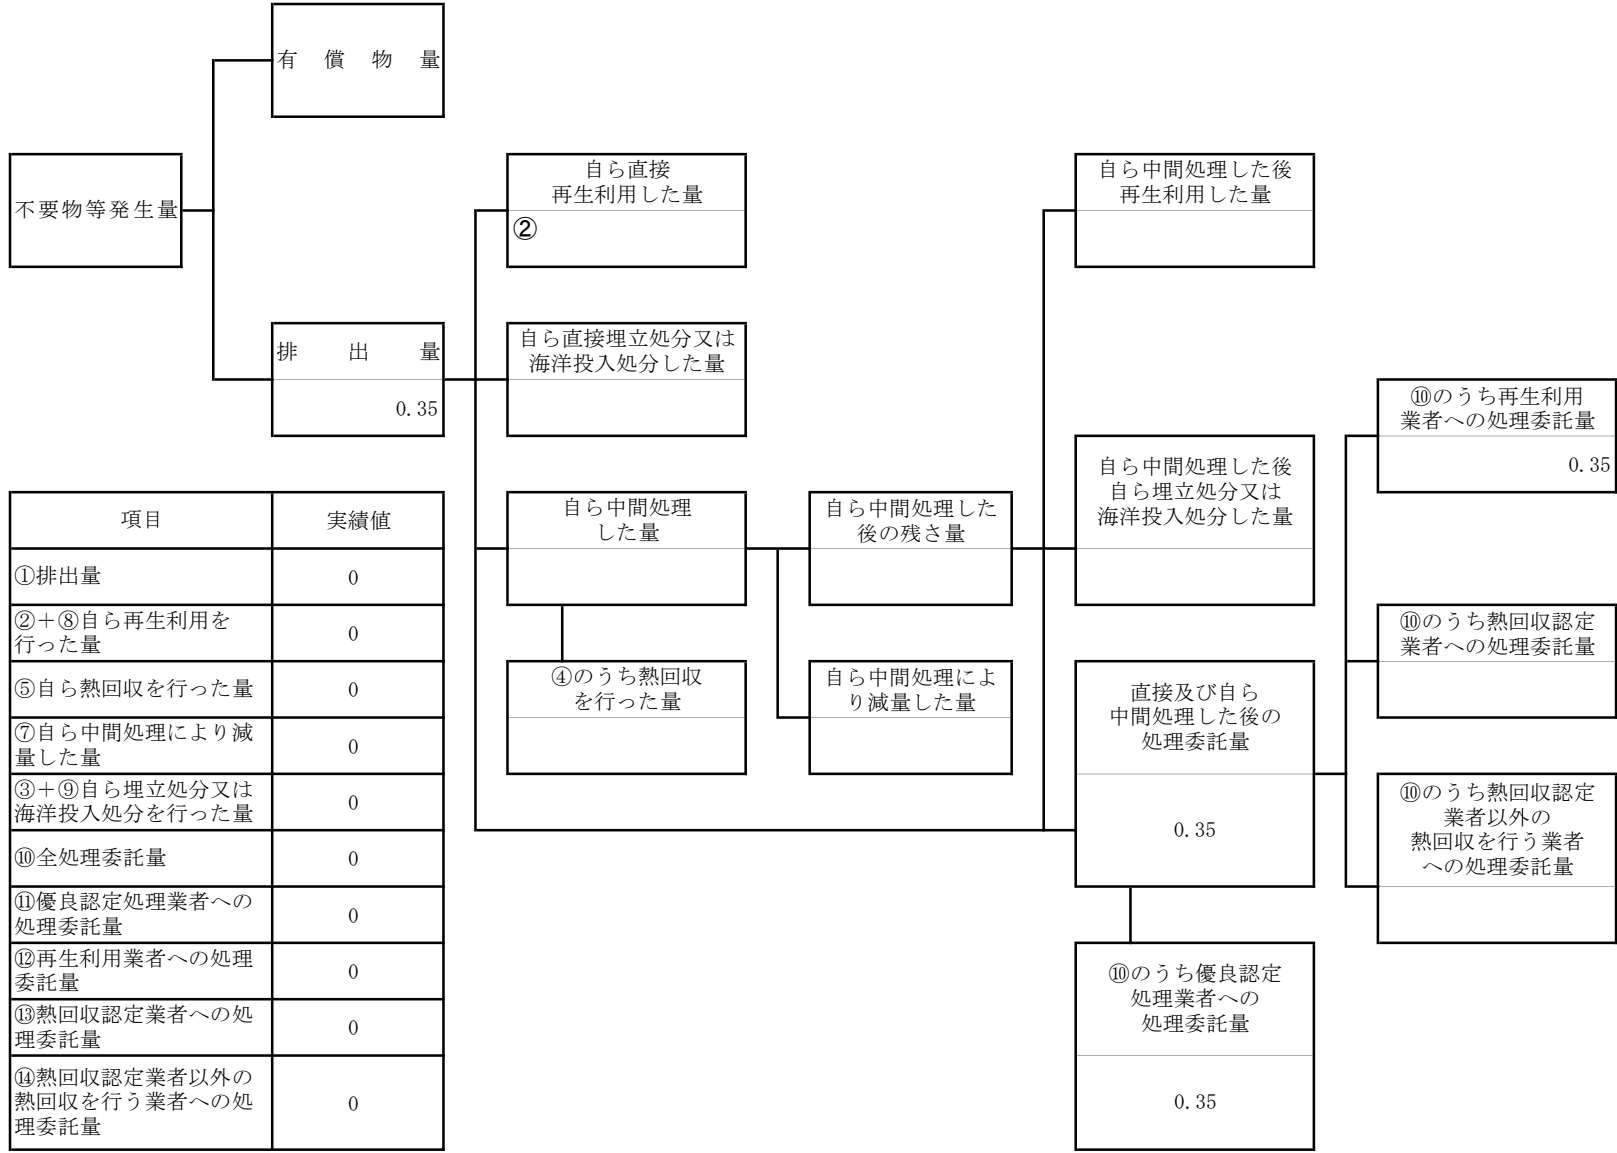 有償物量
不要物等発生量
排出量
0.35
自ら直接
再生利用した量
②
自ら直接埋立処分又は
海洋投入処分した量
自ら中間処理
した量
④のうち熱回収
を行った量
自ら中間処理した
後の残さ量
自ら中間処理によ
り減量した量
自ら中間処理した後
再生利用した量
自ら中間処理した後
自ら埋立処分又は
海洋投入処分した量
直接及び自ら
中間処理した後の
処理委託量
0.35
⑩のうち優良認定
処理業者への
処理委託量
0.35
⑩のうち再生利用
業者への処理委託量
0.35
⑩のうち熱回収認定
業者への処理委託量
⑩のうち熱回収認定
業者以外の
熱回収を行う業者
への処理委託量
項目 実績値
①排出量 0
②＋⑧自ら再生利用を
行った量 0
⑤自ら熱回収を行った量 0
⑦自ら中間処理により減
量した量 0
③＋⑨自ら埋立処分又は
海洋投入処分を行った量 0
⑩全処理委託量 0
⑪優良認定処理業者への
処理委託量 0
⑫再生利用業者への処理
委託量 0
⑬熱回収認定業者への処
理委託量 0
⑭熱回収認定業者以外の
熱回収を行う業者への処
理委託量 0